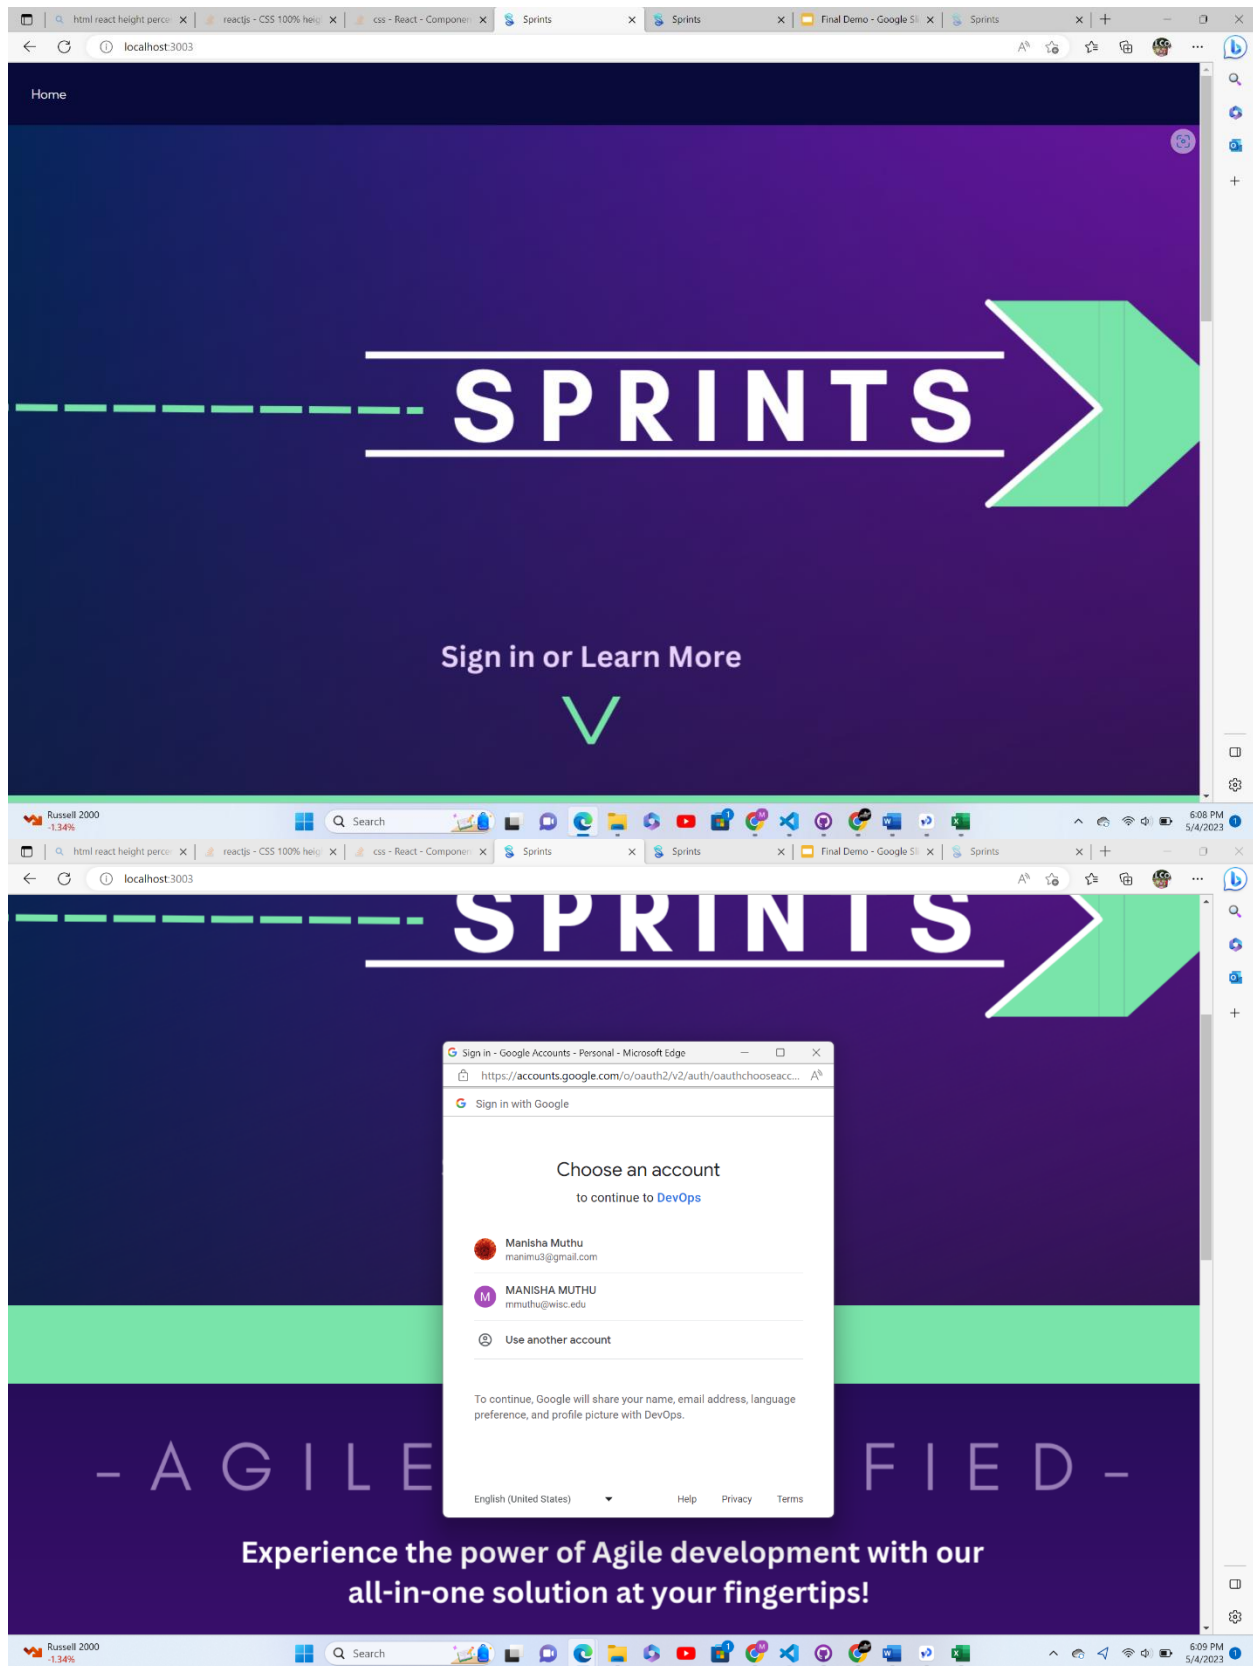 html react height percen
reactjs - CSS 100% heig
css - React - Componen
Sprints
Sprints
Final Demo - Google Sli
Sprints
localhost:3003
Home
SPRINTS
Sign in or Learn More
Russell 2000
-1.34%
Search
6:08 PM
5/4/2023
html react height percen
reactjs - CSS 100% heig
css - React - Componen
Sprints
Sprints
Final Demo - Google Sli
Sprints
localhost:3003
SPRINTS
Sign in - Google Accounts - Personal - Microsoft Edge
https://accounts.google.com/o/oauth2/v2/auth/oauthchooseacc...
Sign in with Google
Choose an account
to continue to DevOps
Manisha Muthu
manimu3@gmail.com
M
MANISHA MUTHU
mmuthu@wisc.edu
Use another account
To continue, Google will share your name, email address, language
preference, and profile picture with DevOps.
English (United States)
Help Privacy Terms
- AGILE FIED -
Experience the power of Agile development with our
all-in-one solution at your fingertips!
Russell 2000
-1.34%
Search
6:09 PM
5/4/2023